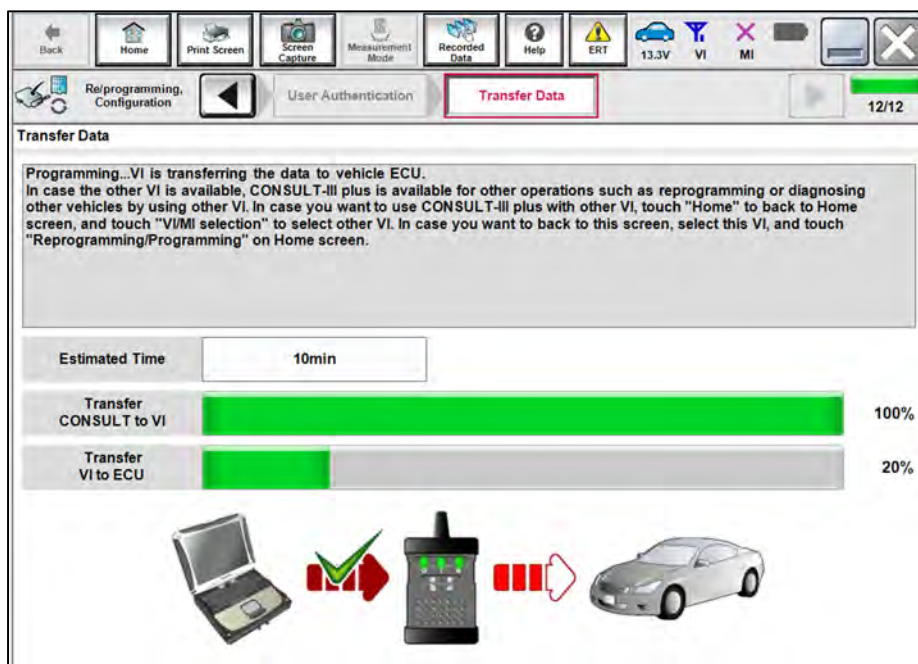 Back
Home
Print Screen
Screen
Capture
Measurement
Mode
Recorded
Data
Help
ERT
13.3V
VI
MI
Re/programming,
Configuration
User Authentication
Transfer Data
12/12
Transfer Data
Programming...VI is transferring the data to vehicle ECU.
In case the other VI is available, CONSULT-III plus is available for other operations such as reprogramming or diagnosing
other vehicles by using other VI. In case you want to use CONSULT-III plus with other VI, touch "Home" to back to Home
screen, and touch "VI/MI selection" to select other VI. In case you want to back to this screen, select this VI, and touch
"Reprogramming/Programming" on Home screen.
Estimated Time
10min
Transfer
CONSULT to VI
100%
Transfer
VI to ECU
20%